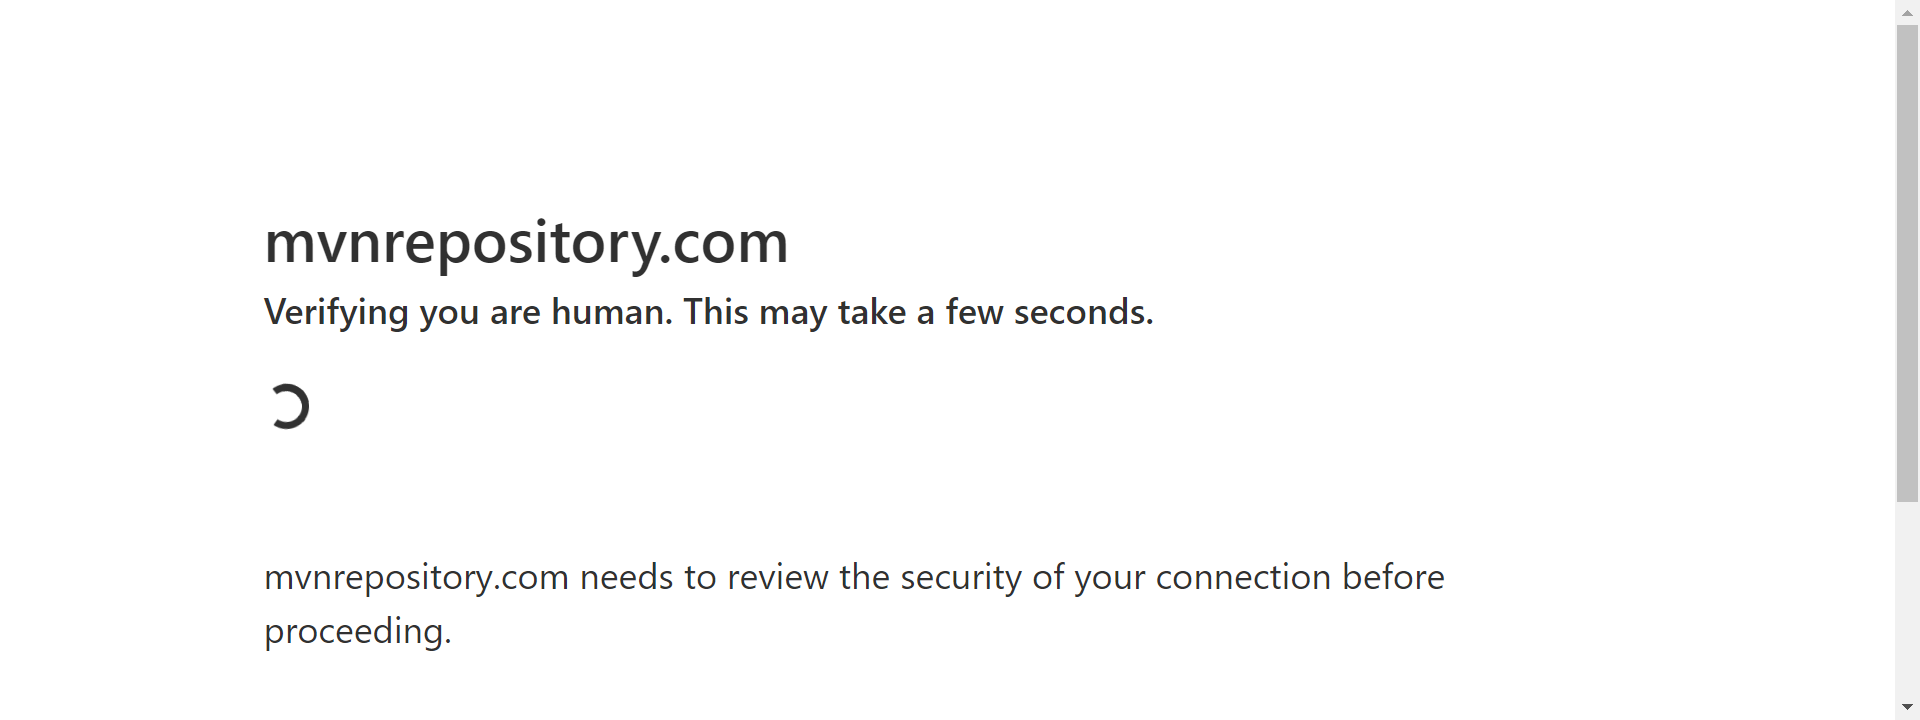 mvnrepository.com
Verifying you are human. This may take a few seconds.
mvnrepository.com needs to review the security of your connection before
proceeding.